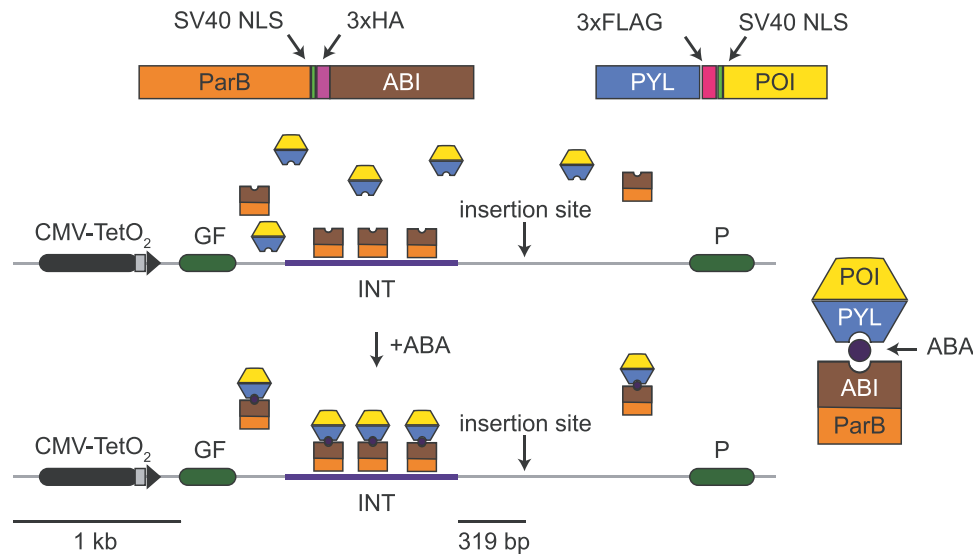 SV40 NLS 3xHA 3xFLAG SV40 NLS
ParB ABI PYL POI
insertion site
CMV-TetO₂ GF P
INT
POI
PYL
+ABA
ABA
ABI
insertion site
ParB
CMV-TetO₂ GF P
INT
1 kb 319 bp